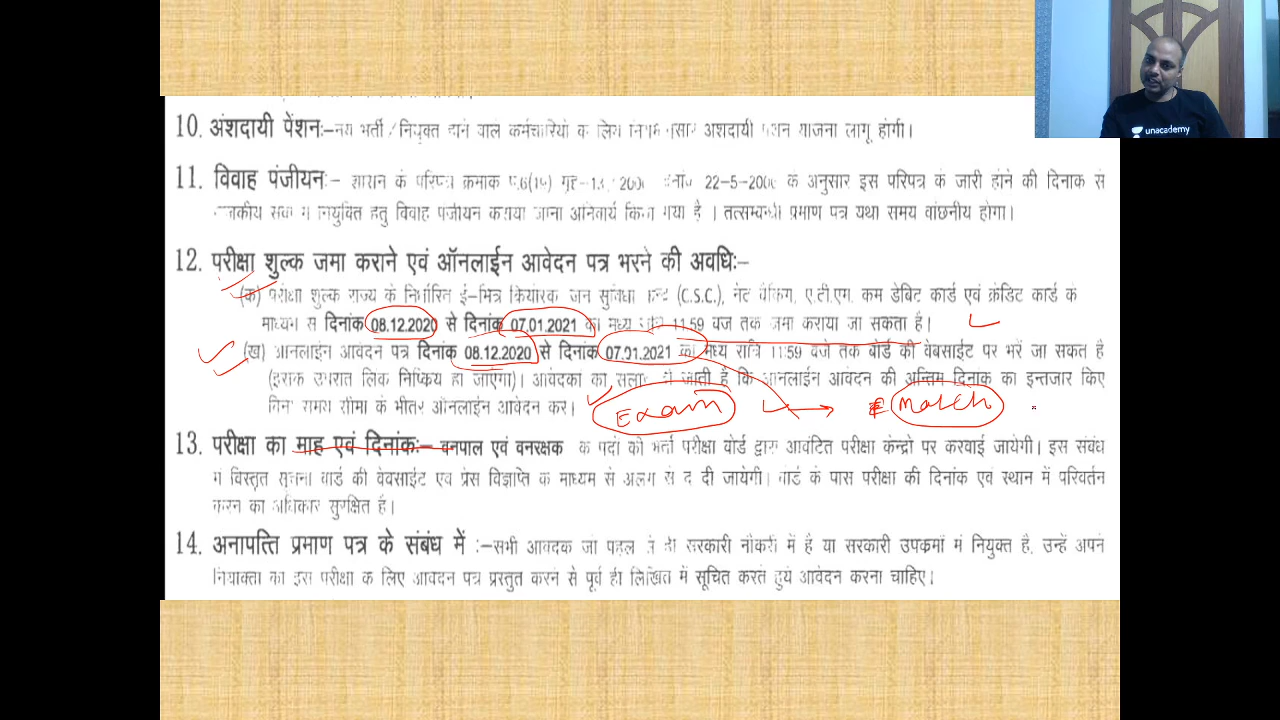 unacademy
10. अंशदायी पेंशनः-नय भर्ती/नियुक्त होने वाले कर्मचारियों के लिए नियमानुसार अशदायी पेंशन योजना लागू होगी।
11. विवाह पंजीयनः- शासन के परिपत्र क्रमाक 22-5-2006 के अनुसार इस परिपत्र के जारी होने की दिनाक से
राजकीय सेवा में नियुक्ति हेतु विवाह पंजीयन कराया जाना अनिवार्य किया गया है । तत्सम्बन्धी प्रमाण पत्र यथा समय वांछनीय होगा।
12. परीक्षा शुल्क जमा कराने एवं ऑनलाईन आवेदन पत्र भरने की अवधिः-
(क) परीक्षा शुल्क राज्य के निर्धारित ई-मित्र कियोस्क जन सुविधा केन्द्र (C.S.C.), नेट बैकिंग, ए.टी.एम. कम डेबिट कार्ड एवं क्रेडिट कार्ड के
माध्यम से दिनांक 08.12.2020 से दिनांक 07.01.2021 को मध्य रात्रि 11:59 बजे तक जमा कराया जा सकता है।
(ख) आनलाईन आवेदन पत्र दिनांक 08.12.2020 से दिनांक 07.01.2021 को मध्य रात्रि 11:59 बजे तक बोर्ड की वेबसाईट पर भरें जा सकत है
(इसके उपरांत लिंक निष्क्रिय हो जाएगा)। आवेदकों को सलाह दी जाती है कि ऑनलाईन आवेदन की अन्तिम दिनाक का इन्तजार किए
बिना समय सीमा के भीतर ऑनलाईन आवेदन करें।
Exam → March
13. परीक्षा का माह एवं दिनांकः- वनपाल एवं वनरक्षक के पदों की भर्ती परीक्षा बोर्ड द्वारा आवंटित परीक्षा केन्द्रो पर करवाई जायेगी। इस संबंध
में विस्तृत सूचना बोर्ड की वेबसाईट एवं प्रेस विज्ञप्ति के माध्यम से अलग से दे दी जायेगी। बोर्ड के पास परीक्षा की दिनांक एवं स्थान में परिवर्तन
करने का अधिकार सुरक्षित है।
14. अनापत्ति प्रमाण पत्र के संबंध में :-सभी आवेदक जो पहले से ही सरकारी नौकरी में है या सरकारी उपक्रमों में नियुक्त है, उन्हें अपने
नियोक्ता को इस परीक्षा के लिए आवेदन पत्र प्रस्तुत करने से पूर्व ही लिखित में सूचित करते हुये आवेदन करना चाहिए।